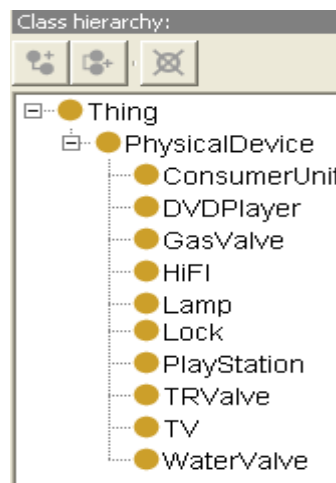 Class hierarchy:
Thing
PhysicalDevice
ConsumerUnit
DVDPlayer
GasValve
HiFI
Lamp
Lock
PlayStation
TRValve
TV
WaterValve